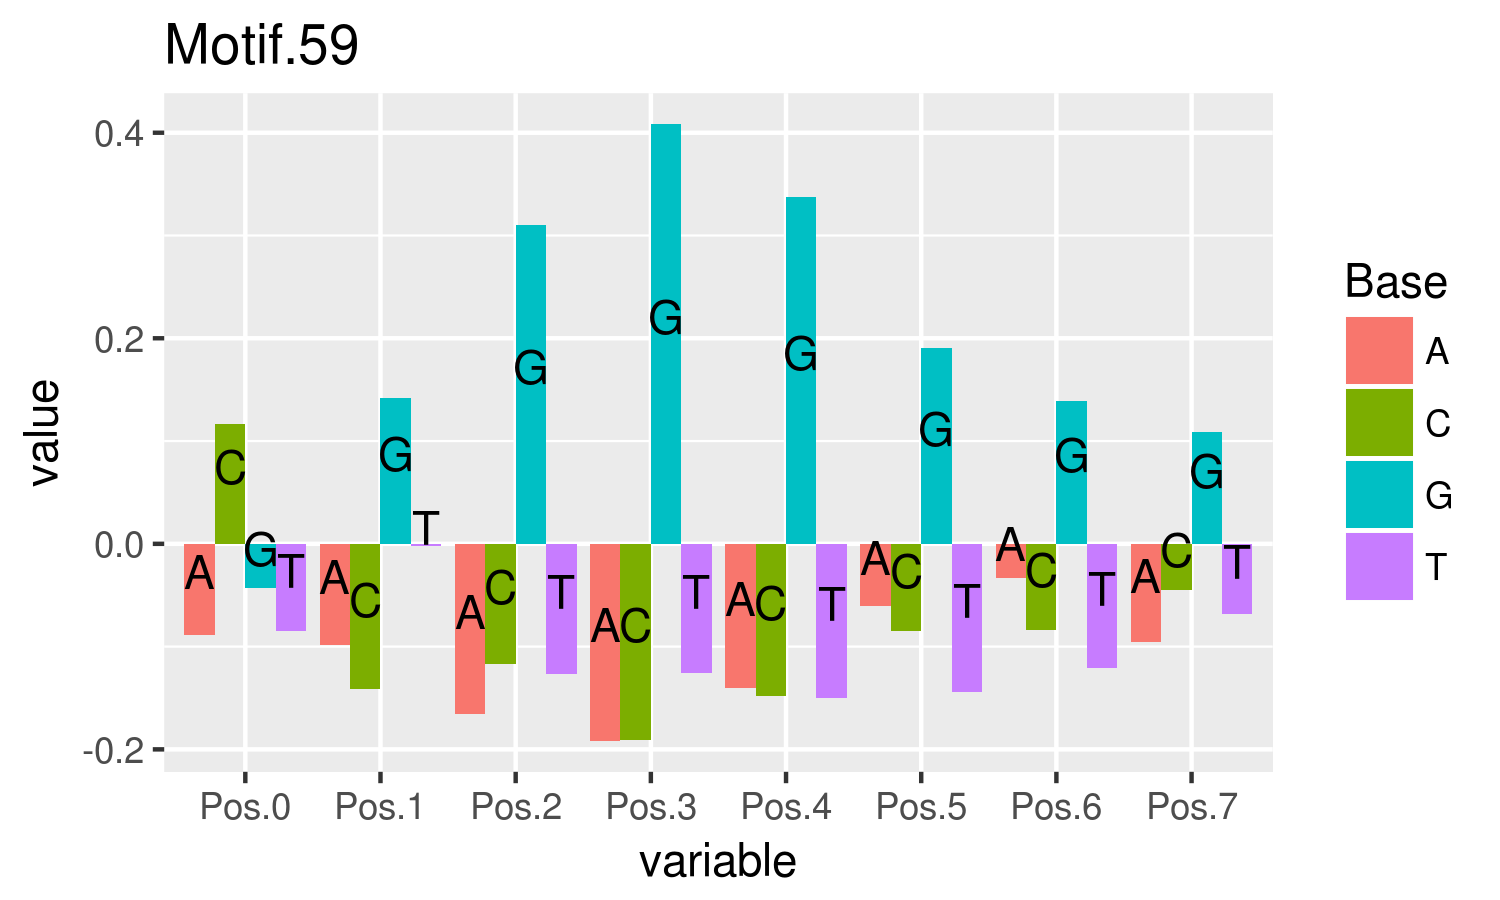 Motif.59
0.4
0.2
0.0
-0.2
value
A C G T
A C G T
A C G T
A C G T
A C G T
A C G T
A C G T
A C G T
Pos.0 Pos.1 Pos.2 Pos.3 Pos.4 Pos.5 Pos.6 Pos.7
variable
Base
A
C
G
T